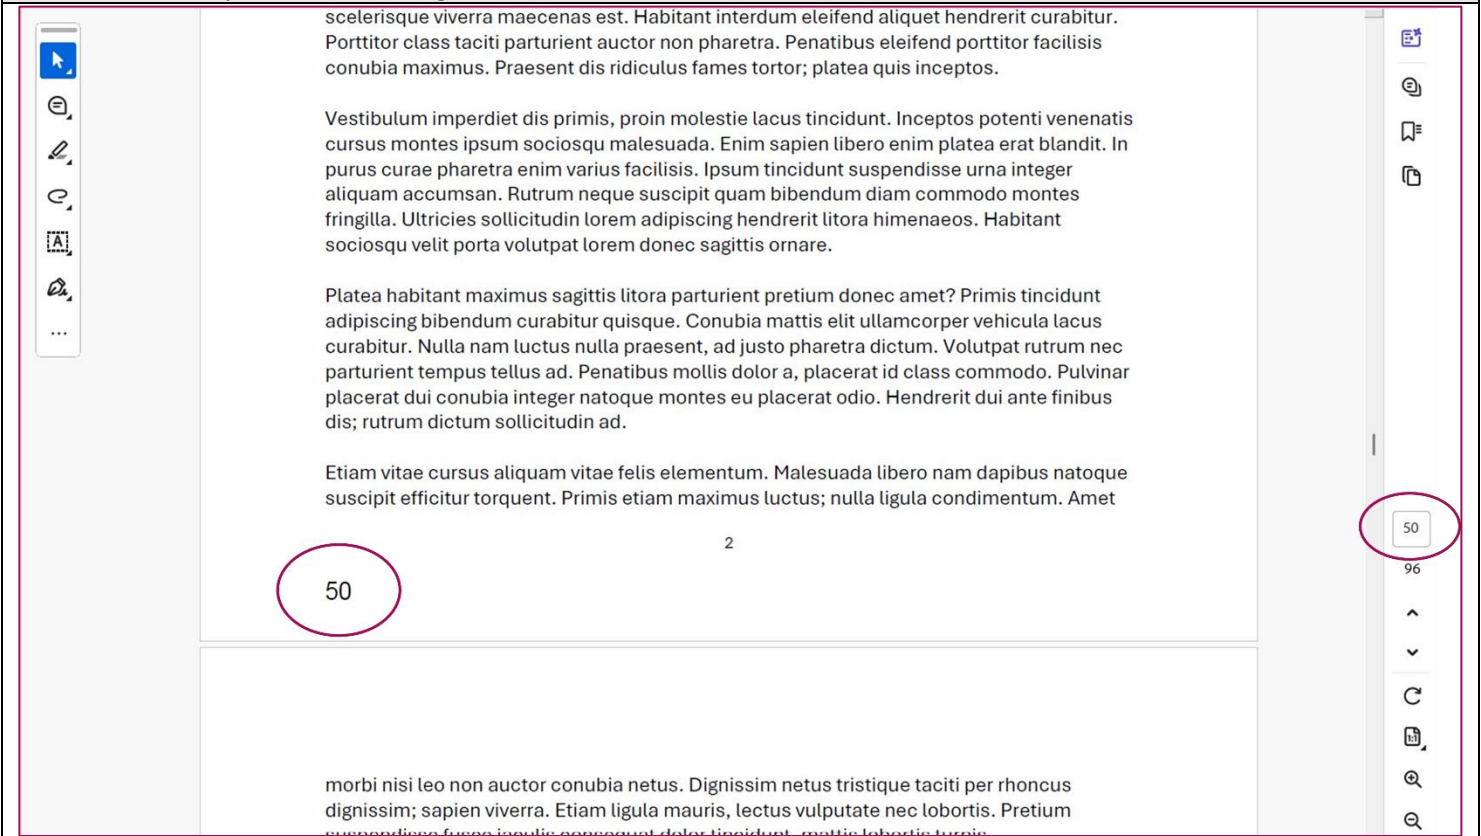 scelerisque viverra maecenas est. Habitant interdum eleifend aliquet hendrerit curabitur.
Porttitor class taciti parturient auctor non pharetra. Penatibus eleifend porttitor facilisis
conubia maximus. Praesent dis ridiculus fames tortor; platea quis inceptos.
Vestibulum imperdiet dis primis, proin molestie lacus tincidunt. Inceptos potenti venenatis
cursus montes ipsum sociosqu malesuada. Enim sapien libero enim platea erat blandit. In
purus curae pharetra enim varius facilisis. Ipsum tincidunt suspendisse urna integer
aliquam accumsan. Rutrum neque suscipit quam bibendum diam commodo montes
fringilla. Ultricies sollicitudin lorem adipiscing hendrerit litora himenaeos. Habitant
sociosqu velit porta volutpat lorem donec sagittis ornare.
Platea habitant maximus sagittis litora parturient pretium donec amet? Primis tincidunt
adipiscing bibendum curabitur quisque. Conubia mattis elit ullamcorper vehicula lacus
curabitur. Nulla nam luctus nulla praesent, ad justo pharetra dictum. Volutpat rutrum nec
parturient tempus tellus ad. Penatibus mollis dolor a, placerat id class commodo. Pulvinar
placerat dui conubia integer natoque montes eu placerat odio. Hendrerit dui ante finibus
dis; rutrum dictum sollicitudin ad.
Etiam vitae cursus aliquam vitae felis elementum. Malesuada libero nam dapibus natoque
suscipit efficitur torquent. Primis etiam maximus luctus; nulla ligula condimentum. Amet
2
50
50
96
morbi nisi leo non auctor conubia netus. Dignissim netus tristique taciti per rhoncus
dignissim; sapien viverra. Etiam ligula mauris, lectus vulputate nec lobortis. Pretium